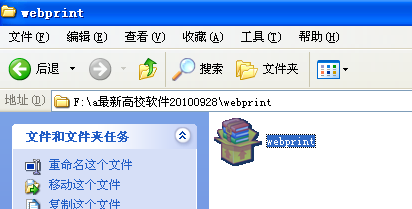 webprint
文件(F) 编辑(E) 查看(V) 收藏(A) 工具(T) 帮助(H)
后退 搜索 文件夹
地址(D) F:\a最新高校软件20100928\webprint
文件和文件夹任务
webprint
重命名这个文件
移动这个文件
复制这个文件